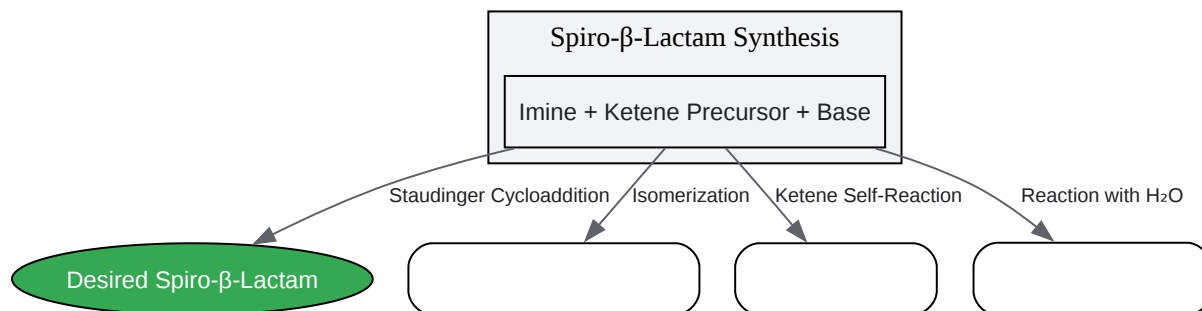 Spiro-β-Lactam Synthesis
Imine + Ketene Precursor + Base
Staudinger Cycloaddition
Isomerization
Ketene Self-Reaction
Reaction with H₂O
Desired Spiro-β-Lactam